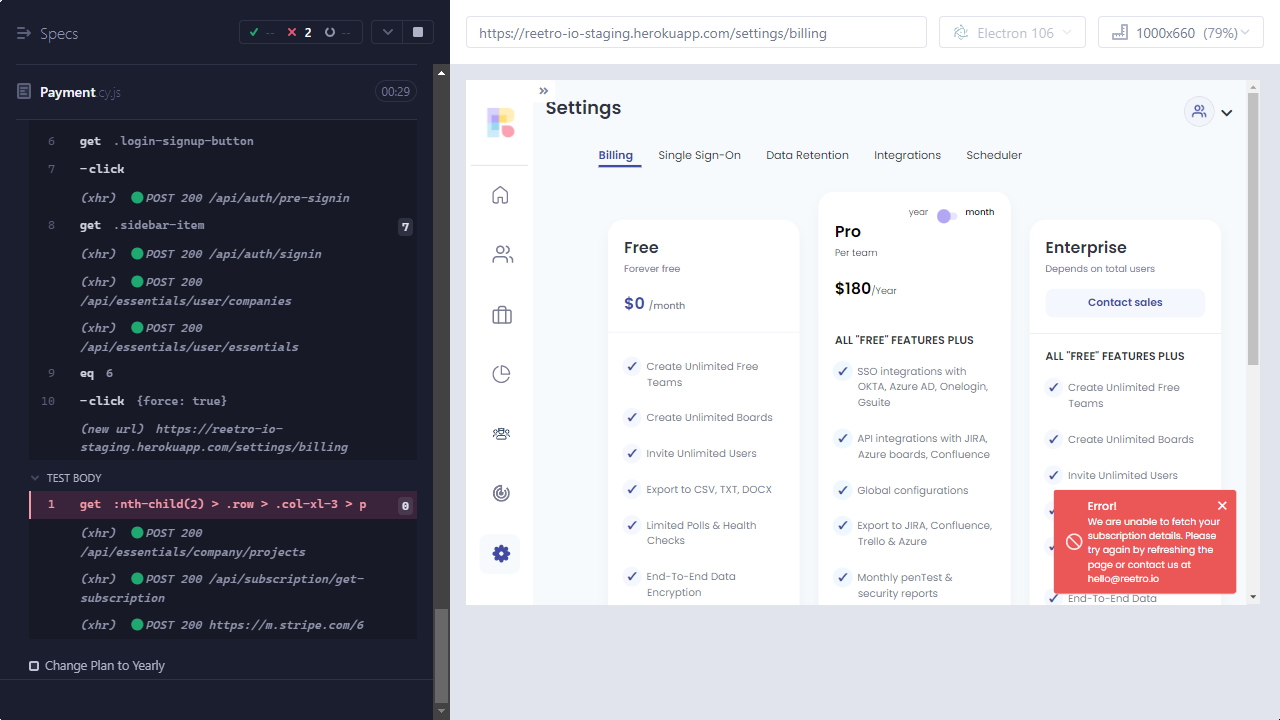 Specs
-- 2 --
Payment cy.js
00:29
6 get .login-signup-button
7 -click
(xhr) POST 200 /api/auth/pre-signin
8 get .sidebar-item 7
(xhr) POST 200 /api/auth/signin
(xhr) POST 200
/api/essentials/user/companies
(xhr) POST 200
/api/essentials/user/essentials
9 eq 6
10 -click {force: true}
(new url) https://reetro-io-
staging.herokuapp.com/settings/billing
TEST BODY
1 get :nth-child(2) > .row > .col-xl-3 > p 0
(xhr) POST 200
/api/essentials/company/projects
(xhr) POST 200 /api/subscription/get-
subscription
(xhr) POST 200 https://m.stripe.com/6
Change Plan to Yearly
https://reetro-io-staging.herokuapp.com/settings/billing
Electron 106
1000x660 (79%)
Settings
Billing
Single Sign-On
Data Retention
Integrations
Scheduler
Free
Forever free
$0 /month
Create Unlimited Free
Teams
Create Unlimited Boards
Invite Unlimited Users
Export to CSV, TXT, DOCX
Limited Polls & Health
Checks
End-To-End Data
Encryption
year month
Pro
Per team
$180/Year
ALL "FREE" FEATURES PLUS
SSO integrations with
OKTA, Azure AD, Onelogin,
Gsuite
API integrations with JIRA,
Azure boards, Confluence
Global configurations
Export to JIRA, Confluence,
Trello & Azure
Monthly penTest &
security reports
Enterprise
Depends on total users
Contact sales
ALL "FREE" FEATURES PLUS
Create Unlimited Free
Teams
Create Unlimited Boards
Invite Unlimited Users
Error!
We are unable to fetch your
subscription details. Please
try again by refreshing the
page or contact us at
hello@reetro.io
End-To-End Data